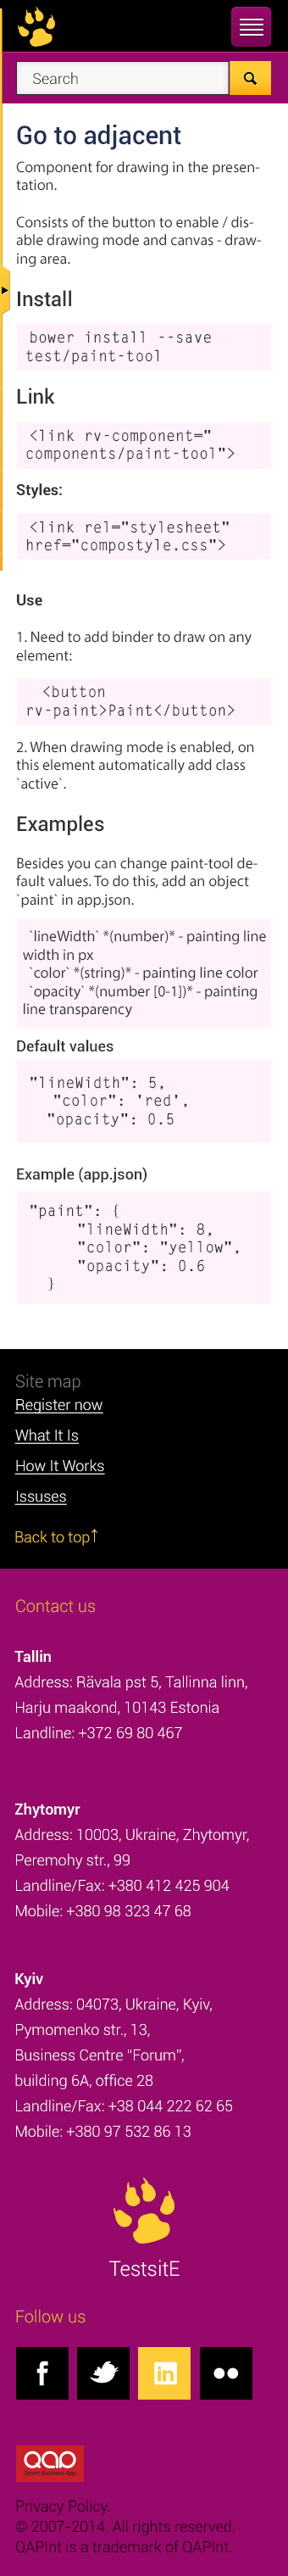 Search
Go to adjacent
Component for drawing in the presen-
tation.
Consists of the button to enable / dis-
able drawing mode and canvas - draw-
ing area.
Install
bower install --save
test/paint-tool
Link
<link rv-component="
components/paint-tool">
Styles:
<link rel="stylesheet"
href="compostyle.css">
Use
1. Need to add binder to draw on any
element:
<button
rv-paint>Paint</button>
2. When drawing mode is enabled, on
this element automatically add class
`active`.
Examples
Besides you can change paint-tool de-
fault values. To do this, add an object
`paint` in app.json.
`lineWidth` *(number)* - painting line
width in px
`color` *(string)* - painting line color
`opacity` *(number [0-1])* - painting
line transparency
Default values
"lineWidth": 5,
"color": 'red',
"opacity": 0.5
Example (app.json)
"paint": {
"lineWidth": 8,
"color": "yellow",
"opacity": 0.6
}
Site map
Register now
What It Is
How It Works
Issuses
Back to top↑
Contact us
Tallin
Address: Rävala pst 5, Tallinna linn,
Harju maakond, 10143 Estonia
Landline: +372 69 80 467
Zhytomyr
Address: 10003, Ukraine, Zhytomyr,
Peremohy str., 99
Landline/Fax: +380 412 425 904
Mobile: +380 98 323 47 68
Kyiv
Address: 04073, Ukraine, Kyiv,
Pymomenko str., 13,
Business Centre "Forum",
building 6A, office 28
Landline/Fax: +38 044 222 62 65
Mobile: +380 97 532 86 13
TestsitE
Follow us
f
in
QAP
Smart Business App
Privacy Policy.
© 2007-2014. All rights reserved.
QAPInt is a trademark of QAPInt.